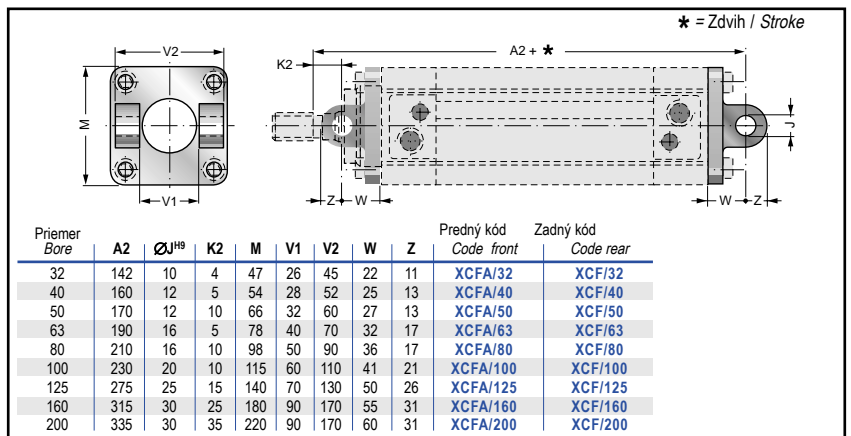 * = Zdvih / Stroke
V2
A2 + *
K2
M
J
V1
Z W
W Z
Priemer Predný kód Zadný kód
Bore A2 ØJH9 K2 M V1 V2 W Z Code front Code rear
32 142 10 4 47 26 45 22 11 XCFA/32 XCF/32
40 160 12 5 54 28 52 25 13 XCFA/40 XCF/40
50 170 12 10 66 32 60 27 13 XCFA/50 XCF/50
63 190 16 5 78 40 70 32 17 XCFA/63 XCF/63
80 210 16 10 98 50 90 36 17 XCFA/80 XCF/80
100 230 20 10 115 60 110 41 21 XCFA/100 XCF/100
125 275 25 15 140 70 130 50 26 XCFA/125 XCF/125
160 315 30 25 180 90 170 55 31 XCFA/160 XCF/160
200 335 30 35 220 90 170 60 31 XCFA/200 XCF/200